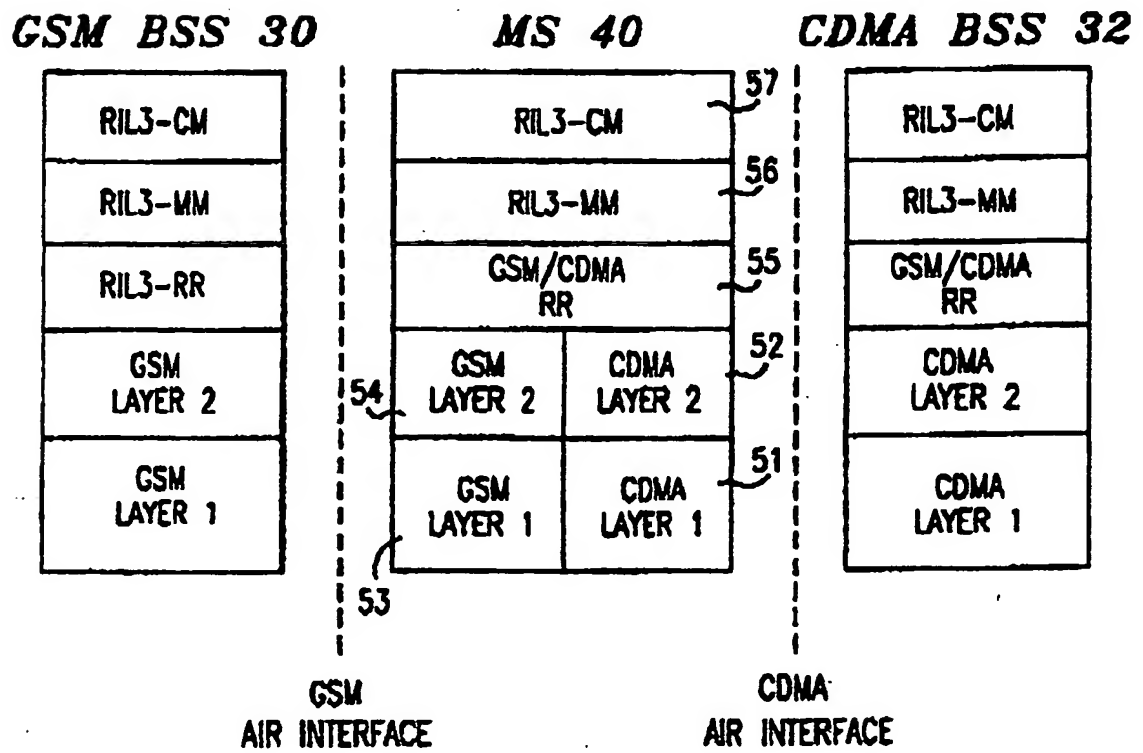 GSM BSS 30
MS 40
CDMA BSS 32
RIL3-CM
RIL3-MM
RIL3-RR
GSM
LAYER 2
GSM
LAYER 1
RIL3-CM
57
RIL3-MM
56
GSM/CDMA
RR
55
GSM
LAYER 2
54
CDMA
LAYER 2
52
GSM
LAYER 1
53
CDMA
LAYER 1
51
RIL3-CM
RIL3-MM
GSM/CDMA
RR
CDMA
LAYER 2
CDMA
LAYER 1
GSM
AIR INTERFACE
CDMA
AIR INTERFACE